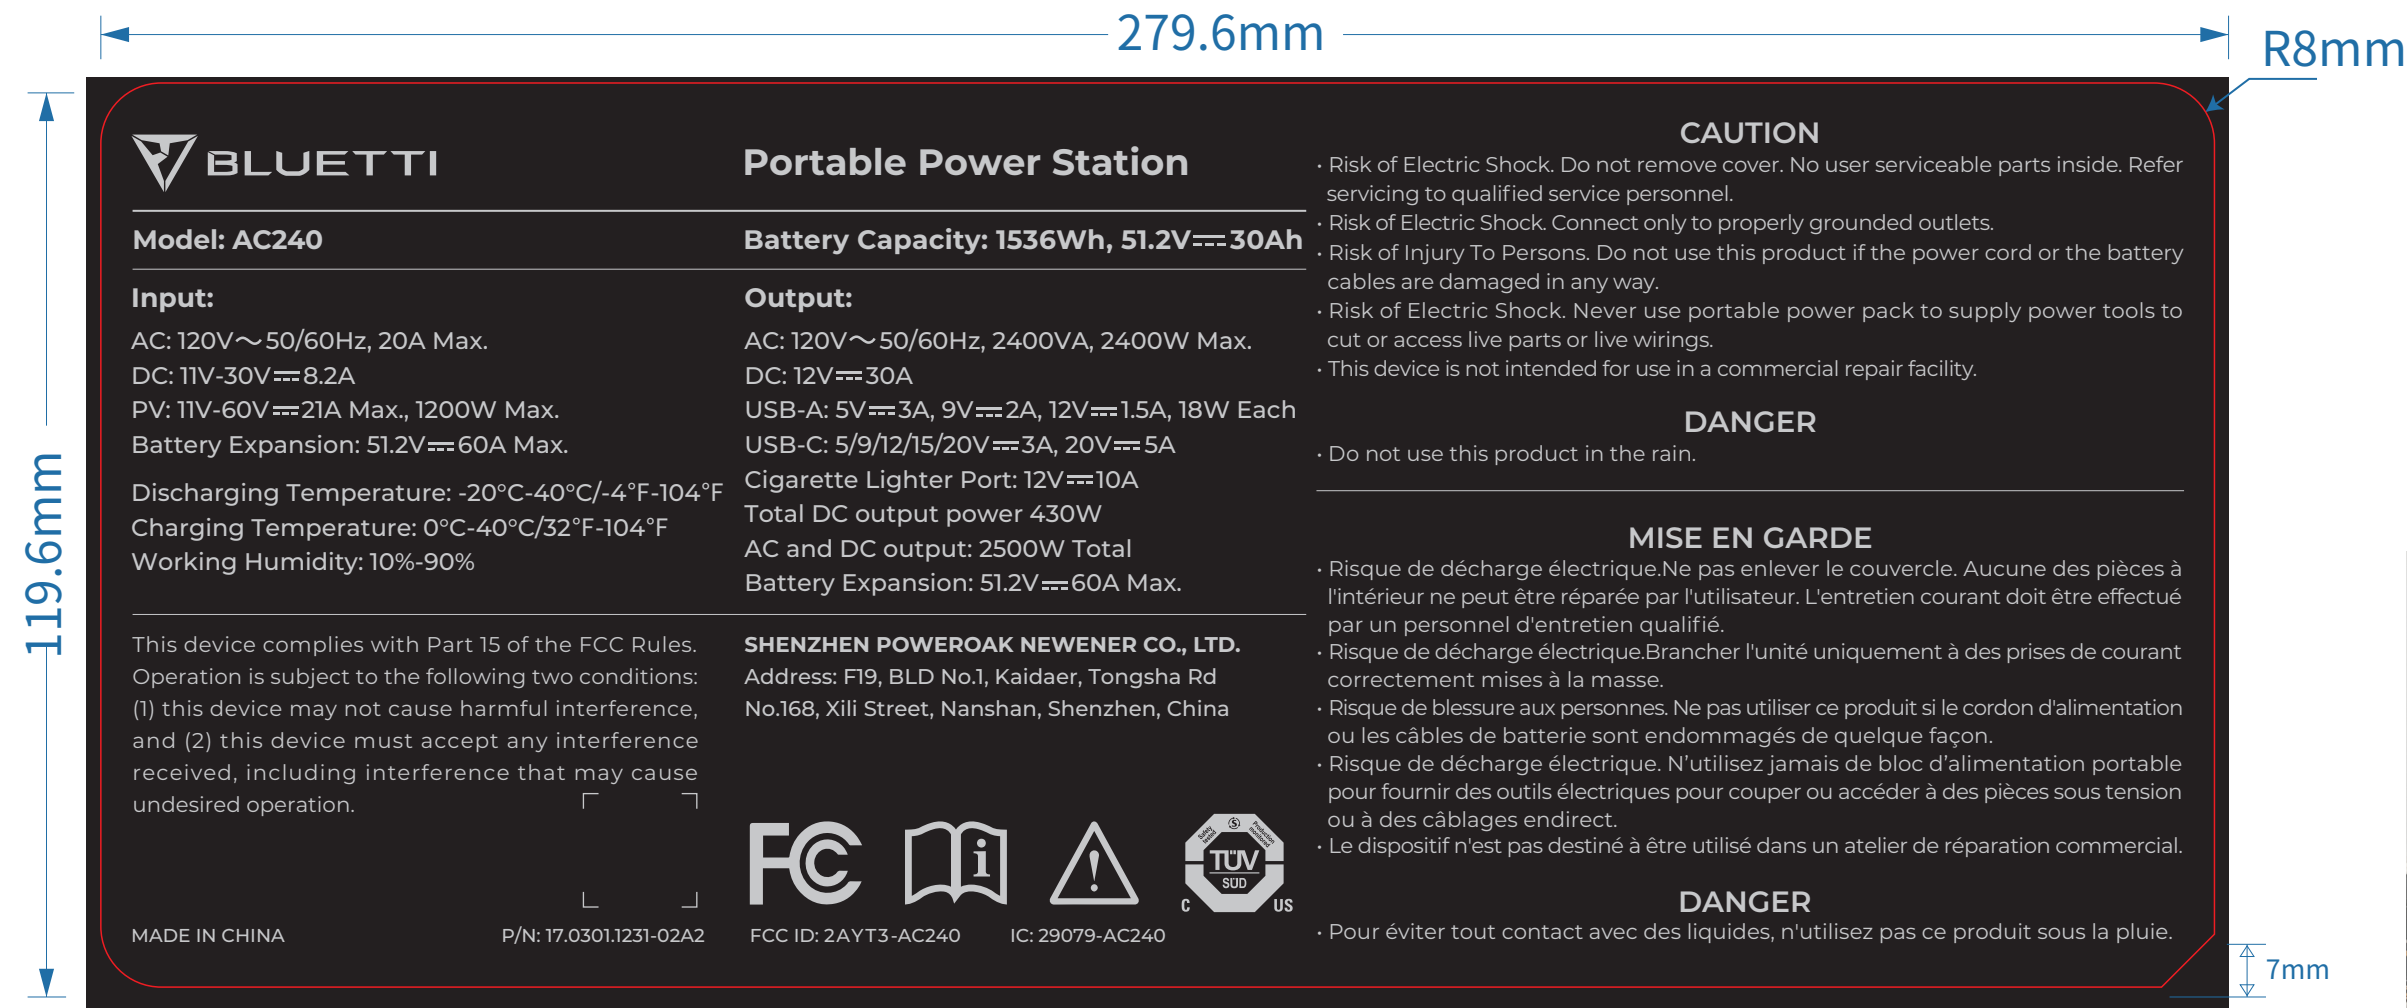 279.6mm
R8mm
119.6mm
BLUETTI
Portable Power Station
Model: AC240
Battery Capacity: 1536Wh, 51.2V⎓30Ah
Input:
AC: 120V～50/60Hz, 20A Max.
DC: 11V-30V⎓8.2A
PV: 11V-60V⎓21A Max., 1200W Max.
Battery Expansion: 51.2V⎓60A Max.
Discharging Temperature: -20°C-40°C/-4°F-104°F
Charging Temperature: 0°C-40°C/32°F-104°F
Working Humidity: 10%-90%
Output:
AC: 120V～50/60Hz, 2400VA, 2400W Max.
DC: 12V⎓30A
USB-A: 5V⎓3A, 9V⎓2A, 12V⎓1.5A, 18W Each
USB-C: 5/9/12/15/20V⎓3A, 20V⎓5A
Cigarette Lighter Port: 12V⎓10A
Total DC output power 430W
AC and DC output: 2500W Total
Battery Expansion: 51.2V⎓60A Max.
This device complies with Part 15 of the FCC Rules.
Operation is subject to the following two conditions:
(1) this device may not cause harmful interference,
and (2) this device must accept any interference
received, including interference that may cause
undesired operation.
MADE IN CHINA
P/N: 17.0301.1231-02A2
SHENZHEN POWEROAK NEWENER CO., LTD.
Address: F19, BLD No.1, Kaidaer, Tongsha Rd
No.168, Xili Street, Nanshan, Shenzhen, China
FC
i
!
Safety tested
S
Production monitored
TÜV
SÜD
C
US
FCC ID: 2AYT3-AC240
IC: 29079-AC240
CAUTION
· Risk of Electric Shock. Do not remove cover. No user serviceable parts inside. Refer
servicing to qualified service personnel.
· Risk of Electric Shock. Connect only to properly grounded outlets.
· Risk of Injury To Persons. Do not use this product if the power cord or the battery
cables are damaged in any way.
· Risk of Electric Shock. Never use portable power pack to supply power tools to
cut or access live parts or live wirings.
· This device is not intended for use in a commercial repair facility.
DANGER
· Do not use this product in the rain.
MISE EN GARDE
· Risque de décharge électrique.Ne pas enlever le couvercle. Aucune des pièces à
l'intérieur ne peut être réparée par l'utilisateur. L'entretien courant doit être effectué
par un personnel d'entretien qualifié.
· Risque de décharge électrique.Brancher l'unité uniquement à des prises de courant
correctement mises à la masse.
· Risque de blessure aux personnes. Ne pas utiliser ce produit si le cordon d'alimentation
ou les câbles de batterie sont endommagés de quelque façon.
· Risque de décharge électrique. N’utilisez jamais de bloc d’alimentation portable
pour fournir des outils électriques pour couper ou accéder à des pièces sous tension
ou à des câblages endirect.
· Le dispositif n'est pas destiné à être utilisé dans un atelier de réparation commercial.
DANGER
· Pour éviter tout contact avec des liquides, n'utilisez pas ce produit sous la pluie.
7mm